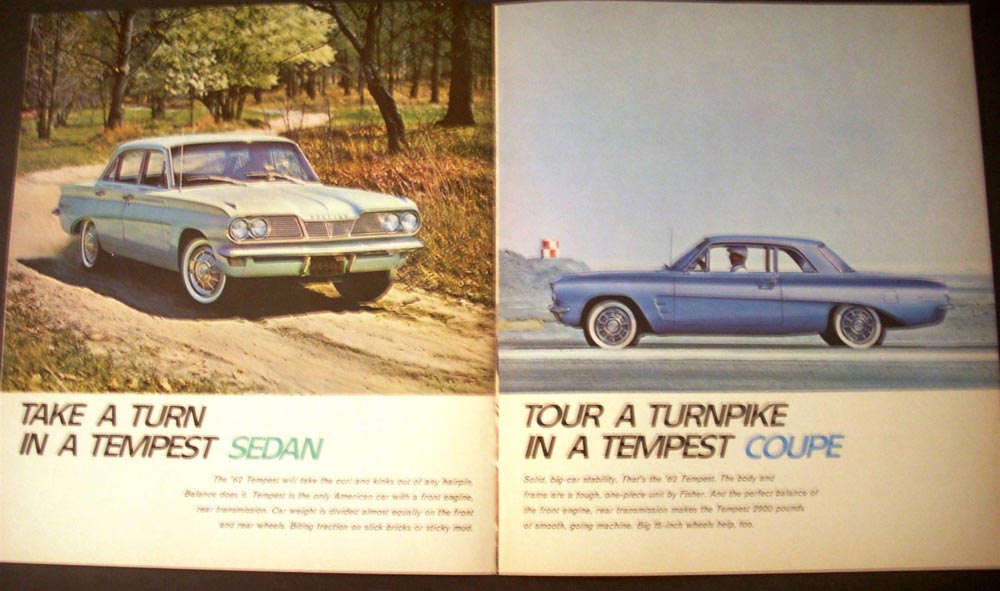 PONTIAC
TAKE A TURN
IN A TEMPEST SEDAN
The '62 Tempest will take the curl and kinks out of any hairpin.
Balance does it. Tempest is the only American car with a front engine,
rear transmission. Car weight is divided almost equally on the front
and rear wheels. Biting traction on slick bricks or sticky mud.
TOUR A TURNPIKE
IN A TEMPEST COUPE
Solid, big-car stability. That's the '62 Tempest. The body and
frame are a tough, one-piece unit by Fisher. And the perfect balance of
the front engine, rear transmission makes the Tempest 2900 pounds
of smooth, going machine. Big 15-inch wheels help, too.